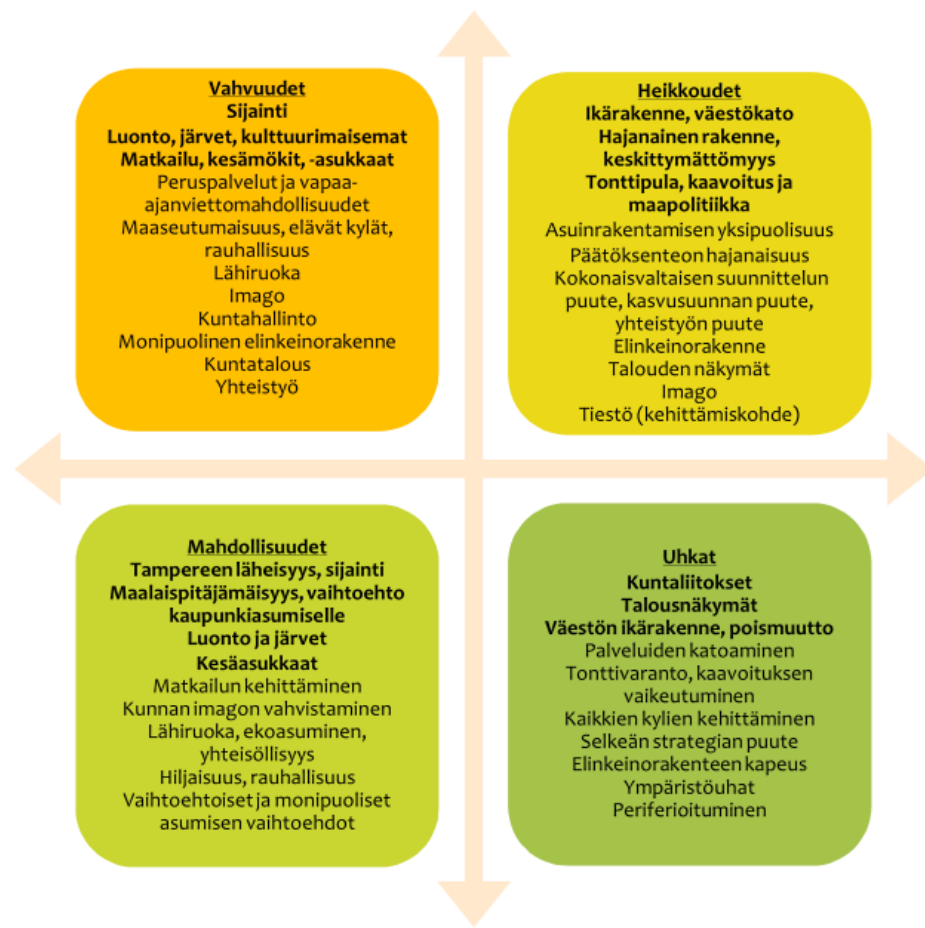 Vahvuudet
Sijainti
Luonto, järvet, kulttuurimaisemat
Matkailu, kesämökit, -asukkaat
Peruspalvelut ja vapaa-
ajanviettomahdollisuudet
Maaseutumaisuus, elävät kylät,
rauhallisuus
Lähiruoka
Imago
Kuntahallinto
Monipuolinen elinkeinorakenne
Kuntatalous
Yhteistyö
Heikkoudet
Ikärakenne, väestökato
Hajanainen rakenne,
keskittymättömyys
Tonttipula, kaavoitus ja
maapolitiikka
Asuinrakentamisen yksipuolisuus
Päätöksenteon hajanaisuus
Kokonaisvaltaisen suunnittelun
puute, kasvusuunnan puute,
yhteistyön puute
Elinkeinorakenne
Talouden näkymät
Imago
Tiestö (kehittämiskohde)
Mahdollisuudet
Tampereen läheisyys, sijainti
Maalaispitäjämäisyys, vaihtoehto
kaupunkiasumiselle
Luonto ja järvet
Kesäasukkaat
Matkailun kehittäminen
Kunnan imagon vahvistaminen
Lähiruoka, ekoasuminen,
yhteisöllisyys
Hiljaisuus, rauhallisuus
Vaihtoehtoiset ja monipuoliset
asumisen vaihtoehdot
Uhkat
Kuntaliitokset
Talousnäkymät
Väestön ikärakenne, poismuutto
Palveluiden katoaminen
Tonttivaranto, kaavoituksen
vaikeutuminen
Kaikkien kylien kehittäminen
Selkeän strategian puute
Elinkeinorakenteen kapeus
Ympäristöuhat
Periferioituminen